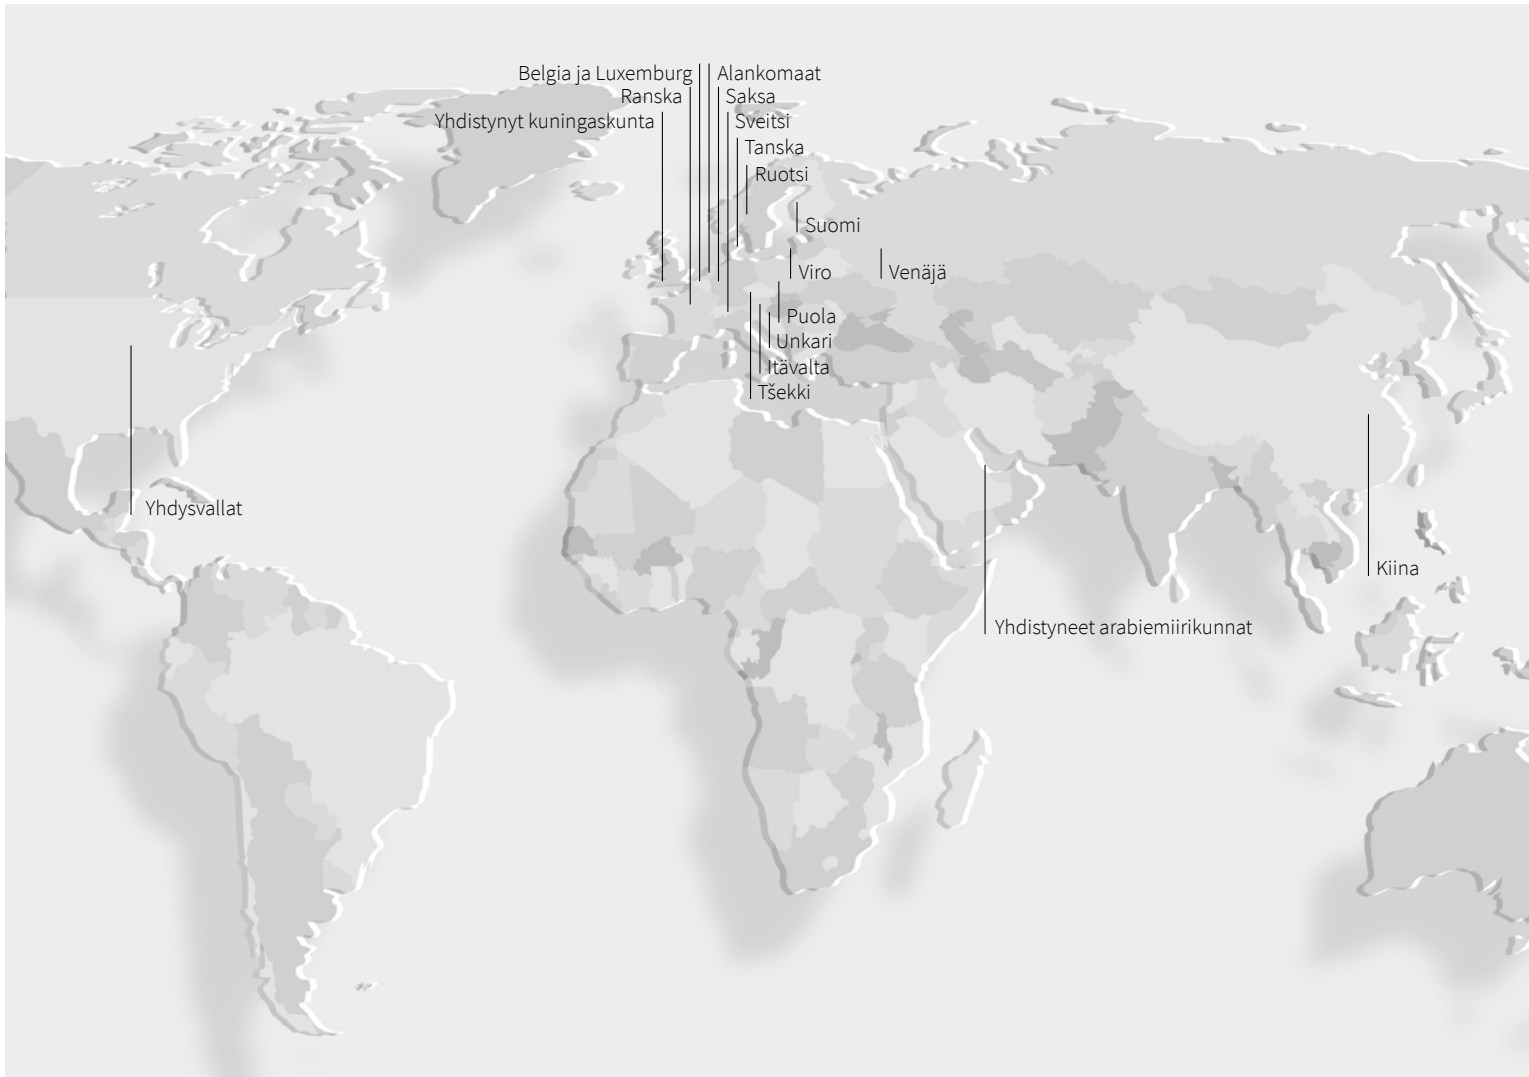 Belgia ja Luxemburg
Alankomaat
Ranska
Saksa
Yhdistynyt kuningaskunta
Sveitsi
Tanska
Ruotsi
Suomi
Viro
Venäjä
Puola
Unkari
Itävalta
Tšekki
Yhdysvallat
Kiina
Yhdistyneet arabiemiirikunnat